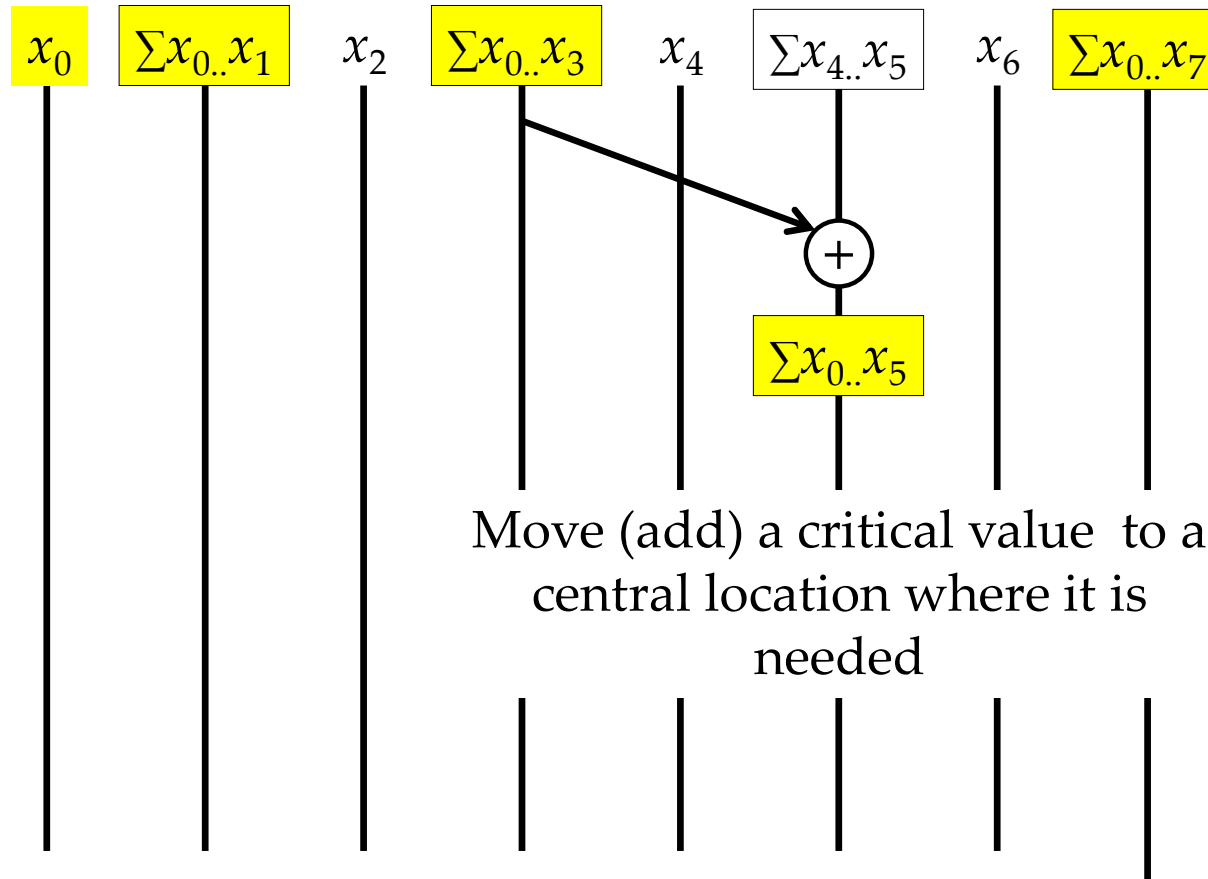 x₀ ∑x₀..x₁ x₂ ∑x₀..x₃ x₄ ∑x₄..x₅ x₆ ∑x₀..x₇
+
∑x₀..x₅
Move (add) a critical value to a
central location where it is
needed